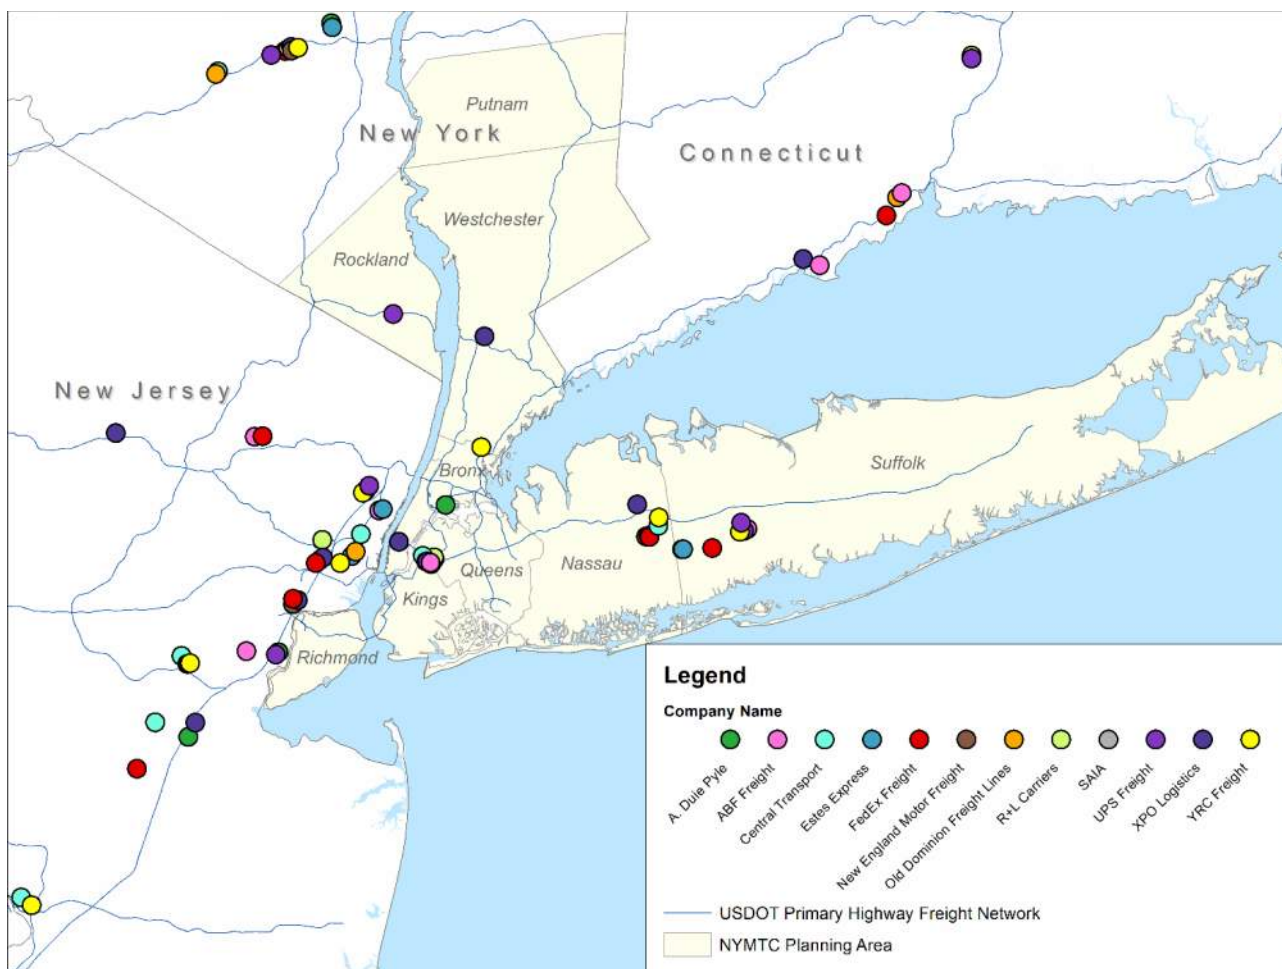 Putnam
New York
Connecticut
Westchester
Rockland
New Jersey
Bronx
Suffolk
Queens
Nassau
Kings
Richmond
Legend
Company Name
A. Duie Pyle
ABF Freight
Central Transport
Estes Express
FedEx Freight
New England Motor Freight
Old Dominion Freight Lines
R+L Carriers
SAIA
UPS Freight
XPO Logistics
YRC Freight
USDOT Primary Highway Freight Network
NYMTC Planning Area